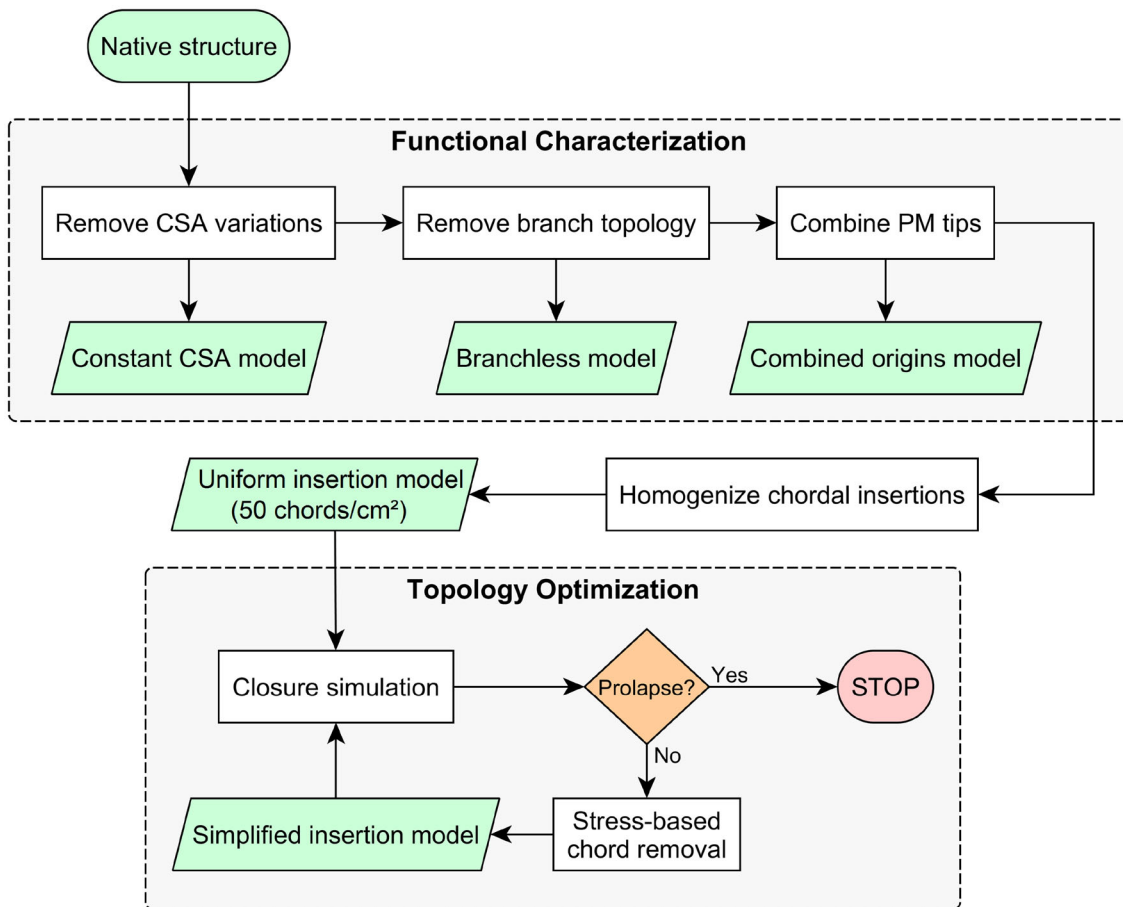 Native structure
Functional Characterization
Remove CSA variations
Remove branch topology
Combine PM tips
Constant CSA model
Branchless model
Combined origins model
Uniform insertion model
(50 chords/cm²)
Homogenize chordal insertions
Topology Optimization
Closure simulation
Prolapse?
Yes
STOP
No
Simplified insertion model
Stress-based
chord removal